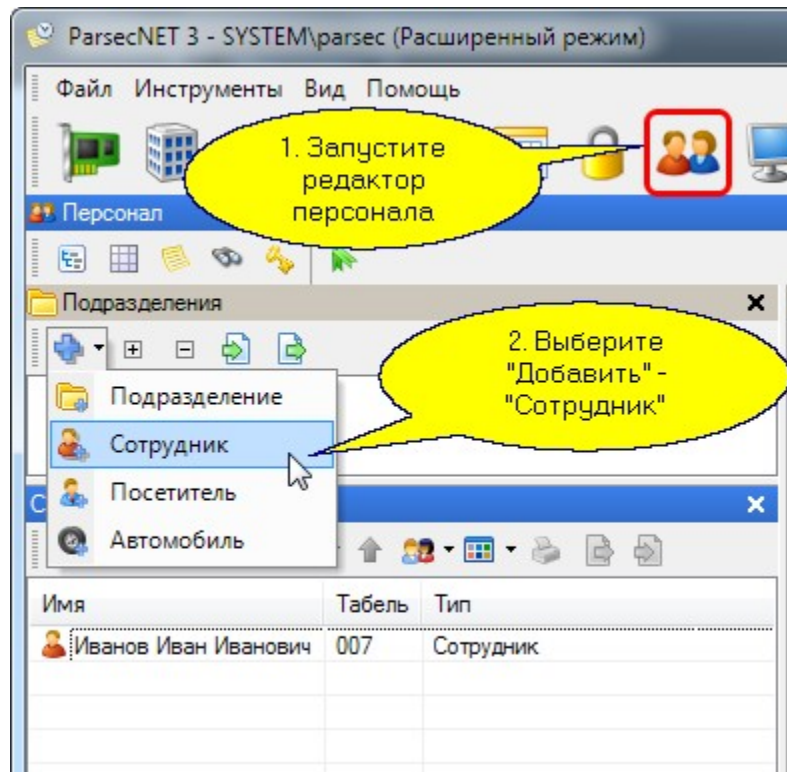 ParsecNET 3 - SYSTEM\parsec (Расширенный режим)
Файл Инструменты Вид Помощь
1. Запустите
редактор
персонала
Персонал
Подразделения
2. Выберите
"Добавить" -
"Сотрудник"
Подразделение
Сотрудник
Посетитель
Автомобиль
Имя Табель Тип
Иванов Иван Иванович 007 Сотрудник